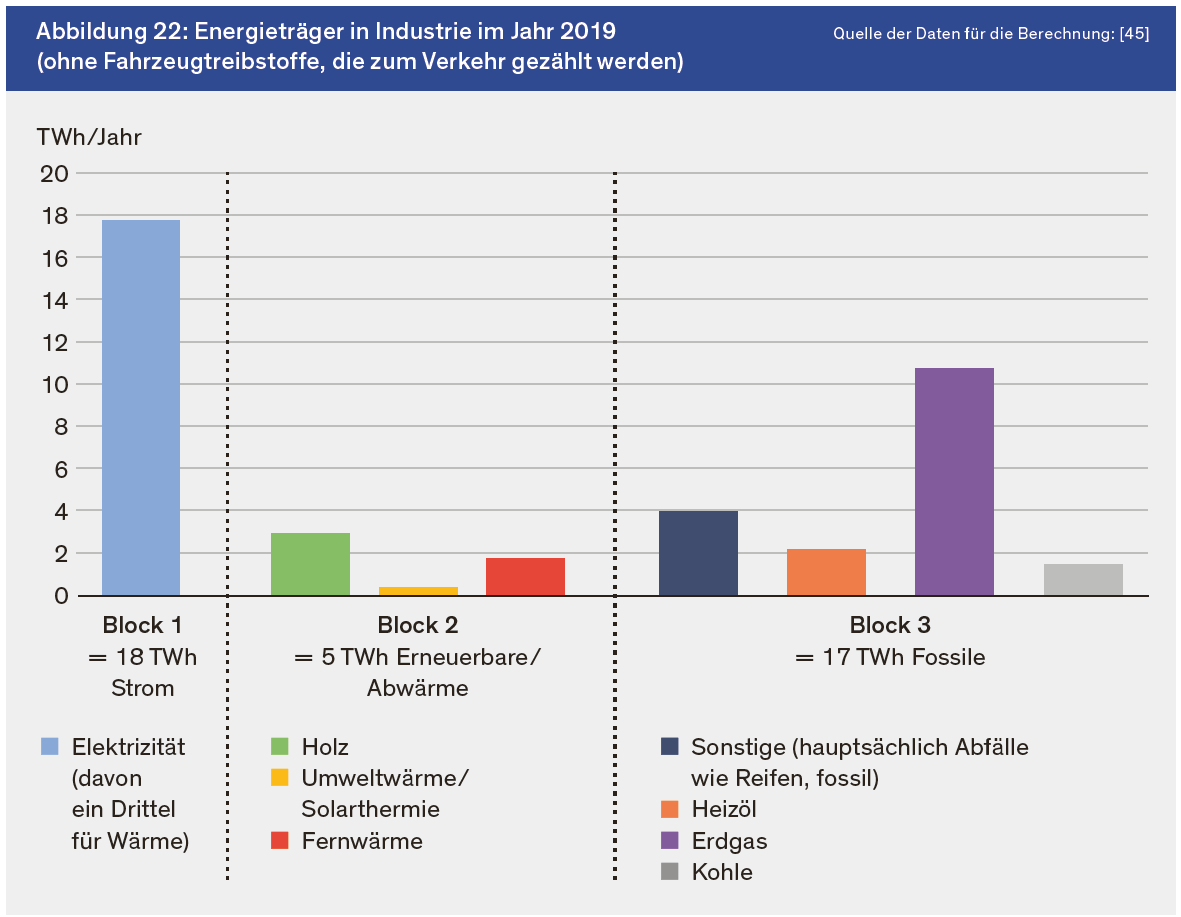 Abbildung 22: Energieträger in Industrie im Jahr 2019
(ohne Fahrzeugtreibstoffe, die zum Verkehr gezählt werden)
Quelle der Daten für die Berechnung: [45]
TWh/Jahr
20
18
16
14
12
10
8
6
4
2
0
Block 1
= 18 TWh
Strom
Block 2
= 5 TWh Erneuerbare/
Abwärme
Block 3
= 17 TWh Fossile
Elektrizität
(davon
ein Drittel
für Wärme)
Holz
Umweltwärme/
Solarthermie
Fernwärme
Sonstige (hauptsächlich Abfälle
wie Reifen, fossil)
Heizöl
Erdgas
Kohle